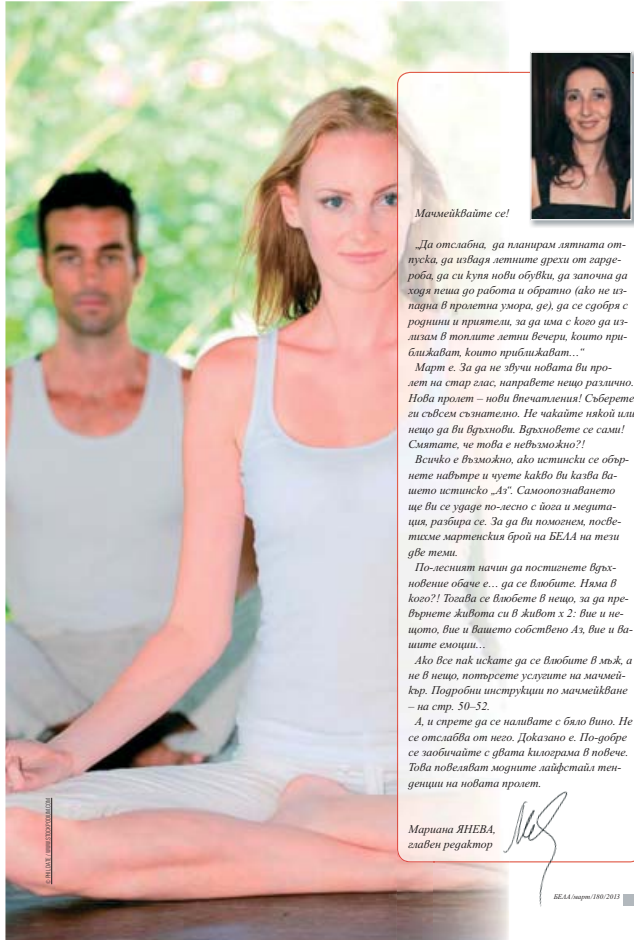 Мачмейквайте се!
„Да отслабна, да планирам лятната от-
пуска, да извадя летните дрехи от гарде-
роба, да си купя нови обувки, да започна да
ходя пеша до работа и обратно (ако не из-
падна в пролетна умора, де), да се сдобря с
роднини и приятели, за да има с кого да из-
лизам в топлите летни вечери, които при-
ближават, които приближават…“
Март е. За да не звучи новата ви про-
лет на стар глас, направете нещо различно.
Нова пролет – нови впечатления! Съберете
ги съвсем съзнателно. Не чакайте някой или
нещо да ви вдъхнови. Вдъхновете се сами!
Смятате, че това е невъзможно?!
Всичко е възможно, ако истински се обър-
нете навътре и чуете какво ви казва ва-
шето истинско „Аз“. Самоопознаването
ще ви се удаде по-лесно с йога и медита-
ция, разбира се. За да ви помогнем, посве-
тихме мартенския брой на БЕЛА на тези
две теми.
По-лесният начин да постигнете вдъх-
новение обаче е… да се влюбите. Няма в
кого?! Тогава се влюбете в нещо, за да пре-
върнете живота си в живот x 2: вие и не-
щото, вие и вашето собствено Аз, вие и ва-
шите емоции…
Ако все пак искате да се влюбите в мъж, а
не в нещо, потърсете услугите на мачмей-
кър. Подробни инструкции по мачмейкване
– на стр. 50–52.
А, и спрете да се наливате с бяло вино. Не
се отслабва от него. Доказано е. По-добре
се заобичайте с двата килограма в повече.
Това повеляват модните лайфстайл тен-
денции на новата пролет.
Мариана ЯНЕВА,
главен редактор
© PHILDATE / WWW.STOCKPODIUM.COM
БЕЛА/март/180/2013